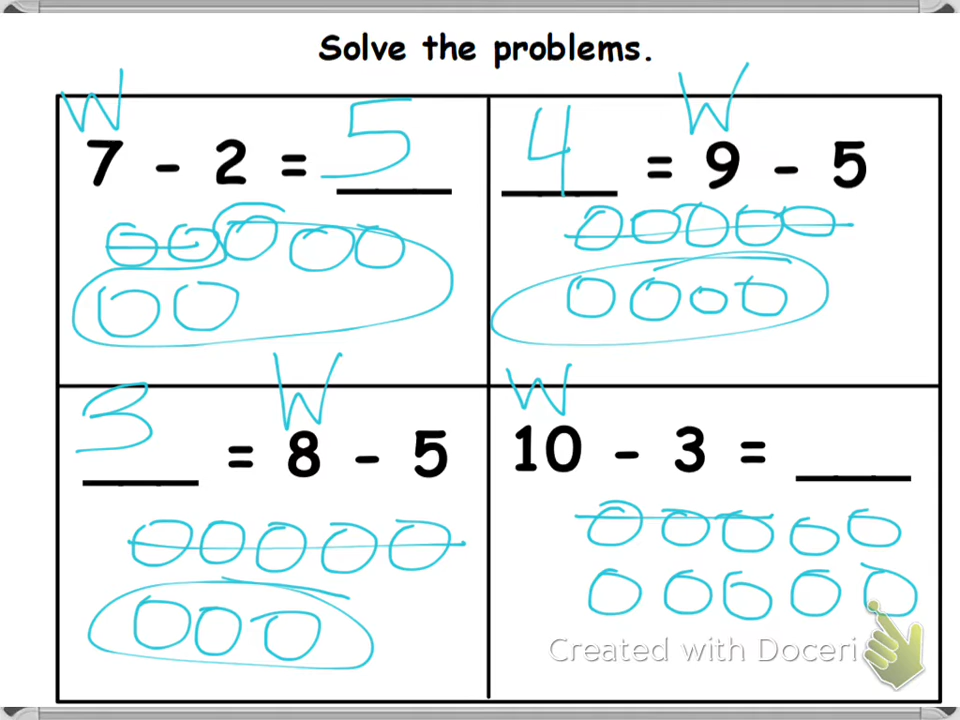 Solve the problems.
W
7 - 2 = 5
W
4 = 9 - 5
W
3 = 8 - 5
W
10 - 3 = ___
Created with Doceri